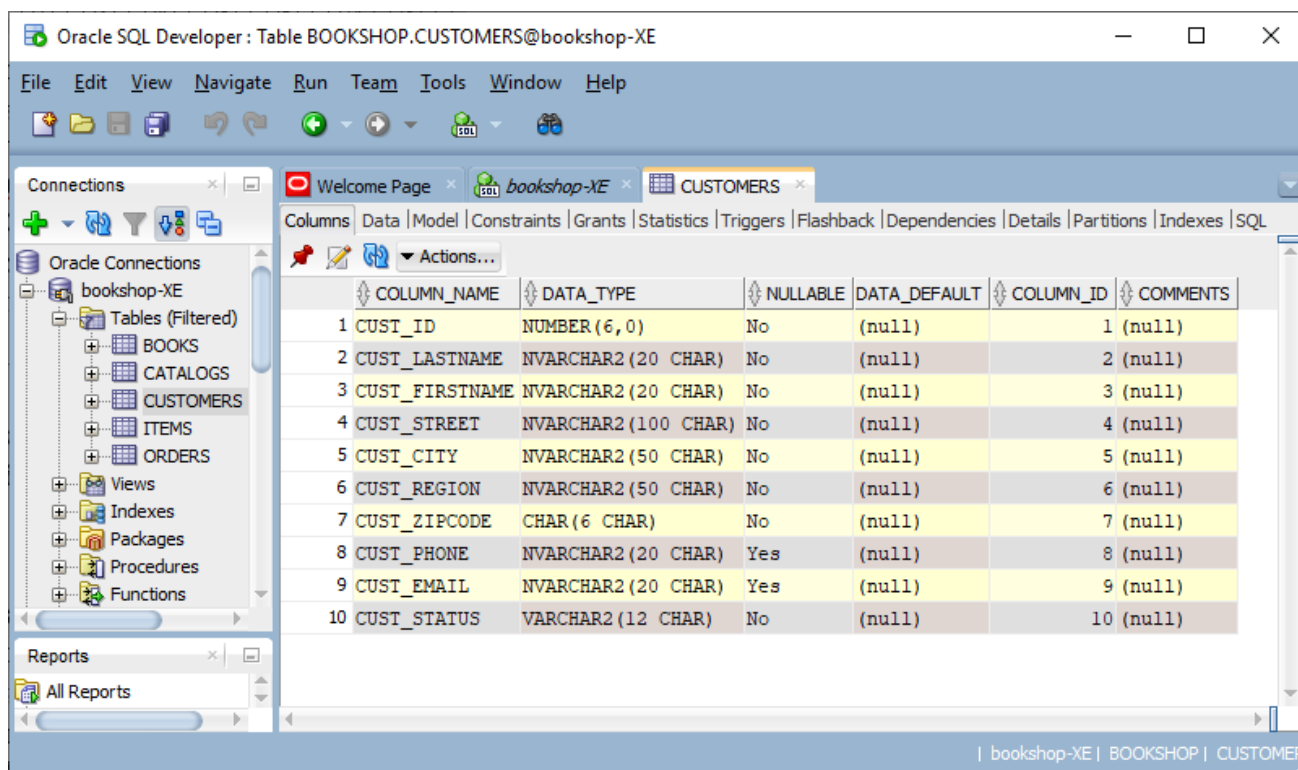 Oracle SQL Developer : Table BOOKSHOP.CUSTOMERS@bookshop-XE
File Edit View Navigate Run Team Tools Window Help
SQL
Connections
Oracle Connections
bookshop-XE
Tables (Filtered)
BOOKS
CATALOGS
CUSTOMERS
ITEMS
ORDERS
Views
Indexes
Packages
Procedures
Functions
Reports
All Reports
Welcome Page bookshop-XE CUSTOMERS
Columns Data |Model |Constraints |Grants |Statistics |Triggers |Flashback |Dependencies |Details |Partitions |Indexes |SQL
Actions...
COLUMN_NAME DATA_TYPE NULLABLE DATA_DEFAULT COLUMN_ID COMMENTS
1 CUST_ID NUMBER(6,0) No (null) 1 (null)
2 CUST_LASTNAME NVARCHAR2(20 CHAR) No (null) 2 (null)
3 CUST_FIRSTNAME NVARCHAR2(20 CHAR) No (null) 3 (null)
4 CUST_STREET NVARCHAR2(100 CHAR) No (null) 4 (null)
5 CUST_CITY NVARCHAR2(50 CHAR) No (null) 5 (null)
6 CUST_REGION NVARCHAR2(50 CHAR) No (null) 6 (null)
7 CUST_ZIPCODE CHAR(6 CHAR) No (null) 7 (null)
8 CUST_PHONE NVARCHAR2(20 CHAR) Yes (null) 8 (null)
9 CUST_EMAIL NVARCHAR2(20 CHAR) Yes (null) 9 (null)
10 CUST_STATUS VARCHAR2(12 CHAR) No (null) 10 (null)
| bookshop-XE | BOOKSHOP | CUSTOME